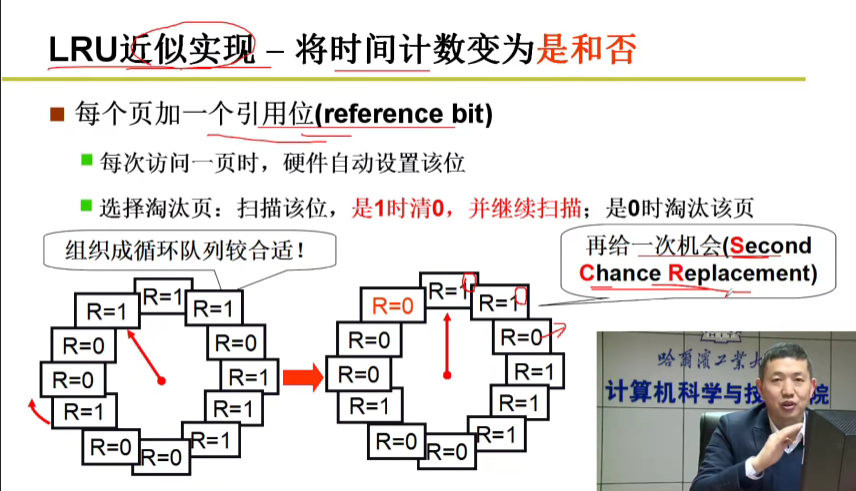 LRU近似实现 – 将时间计数变为是和否
每个页加一个引用位(reference bit)
每次访问一页时，硬件自动设置该位
选择淘汰页：扫描该位，是1时清0，并继续扫描；是0时淘汰该页
组织成循环队列较合适！
再给一次机会(Second
Chance Replacement)
R=1
R=1
R=1
R=0
R=0
R=0
R=1
R=1
R=1
R=0
R=0
R=1
R=0
R=1
R=1
R=0
R=0
R=0
R=1
R=1
R=1
R=0
R=0
R=1
哈尔滨工业大
计算机科学与技
院